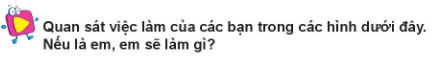 Quan sát việc làm của các bạn trong các hình dưới đây.
Nếu là em, em sẽ làm gì?